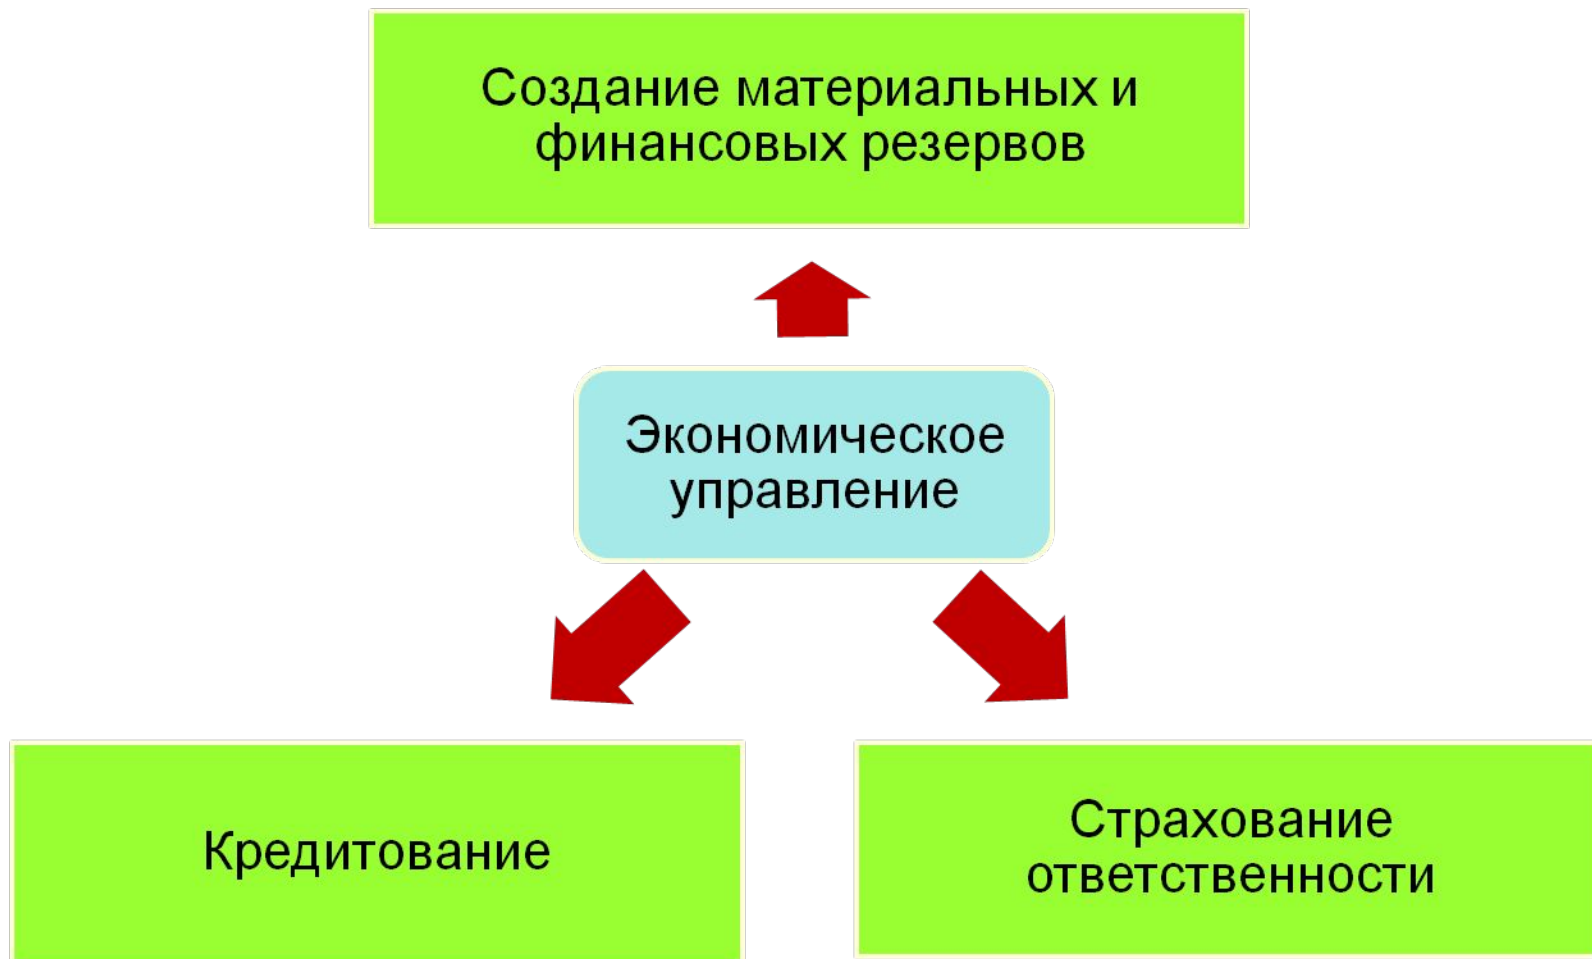 Создание материальных и
финансовых резервов
Экономическое
управление
Кредитование
Страхование
ответственности